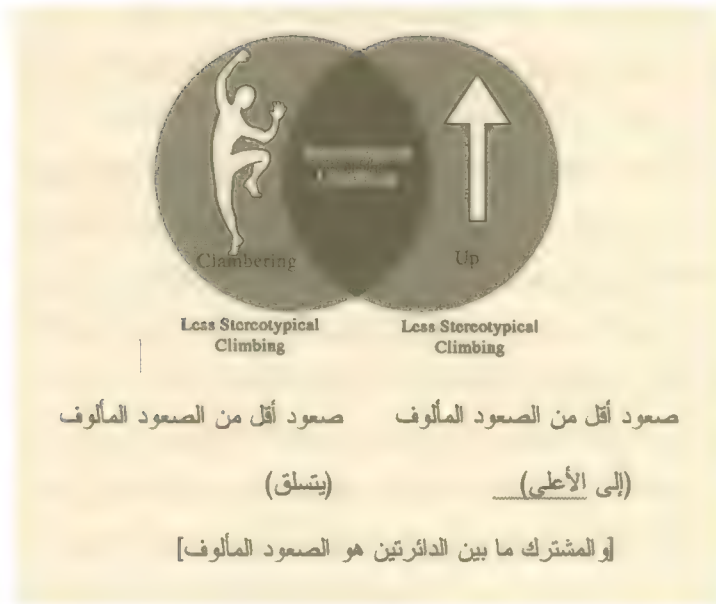 Clambering
Up
Less Stereotypical
Climbing
Less Stereotypical
Climbing
صعود أقل من الصعود المألوف
صعود أقل من الصعود المألوف
(إلى الأعلى)
(يتسلق)
[والمشترك ما بين الدائرتين هو الصعود المألوف]